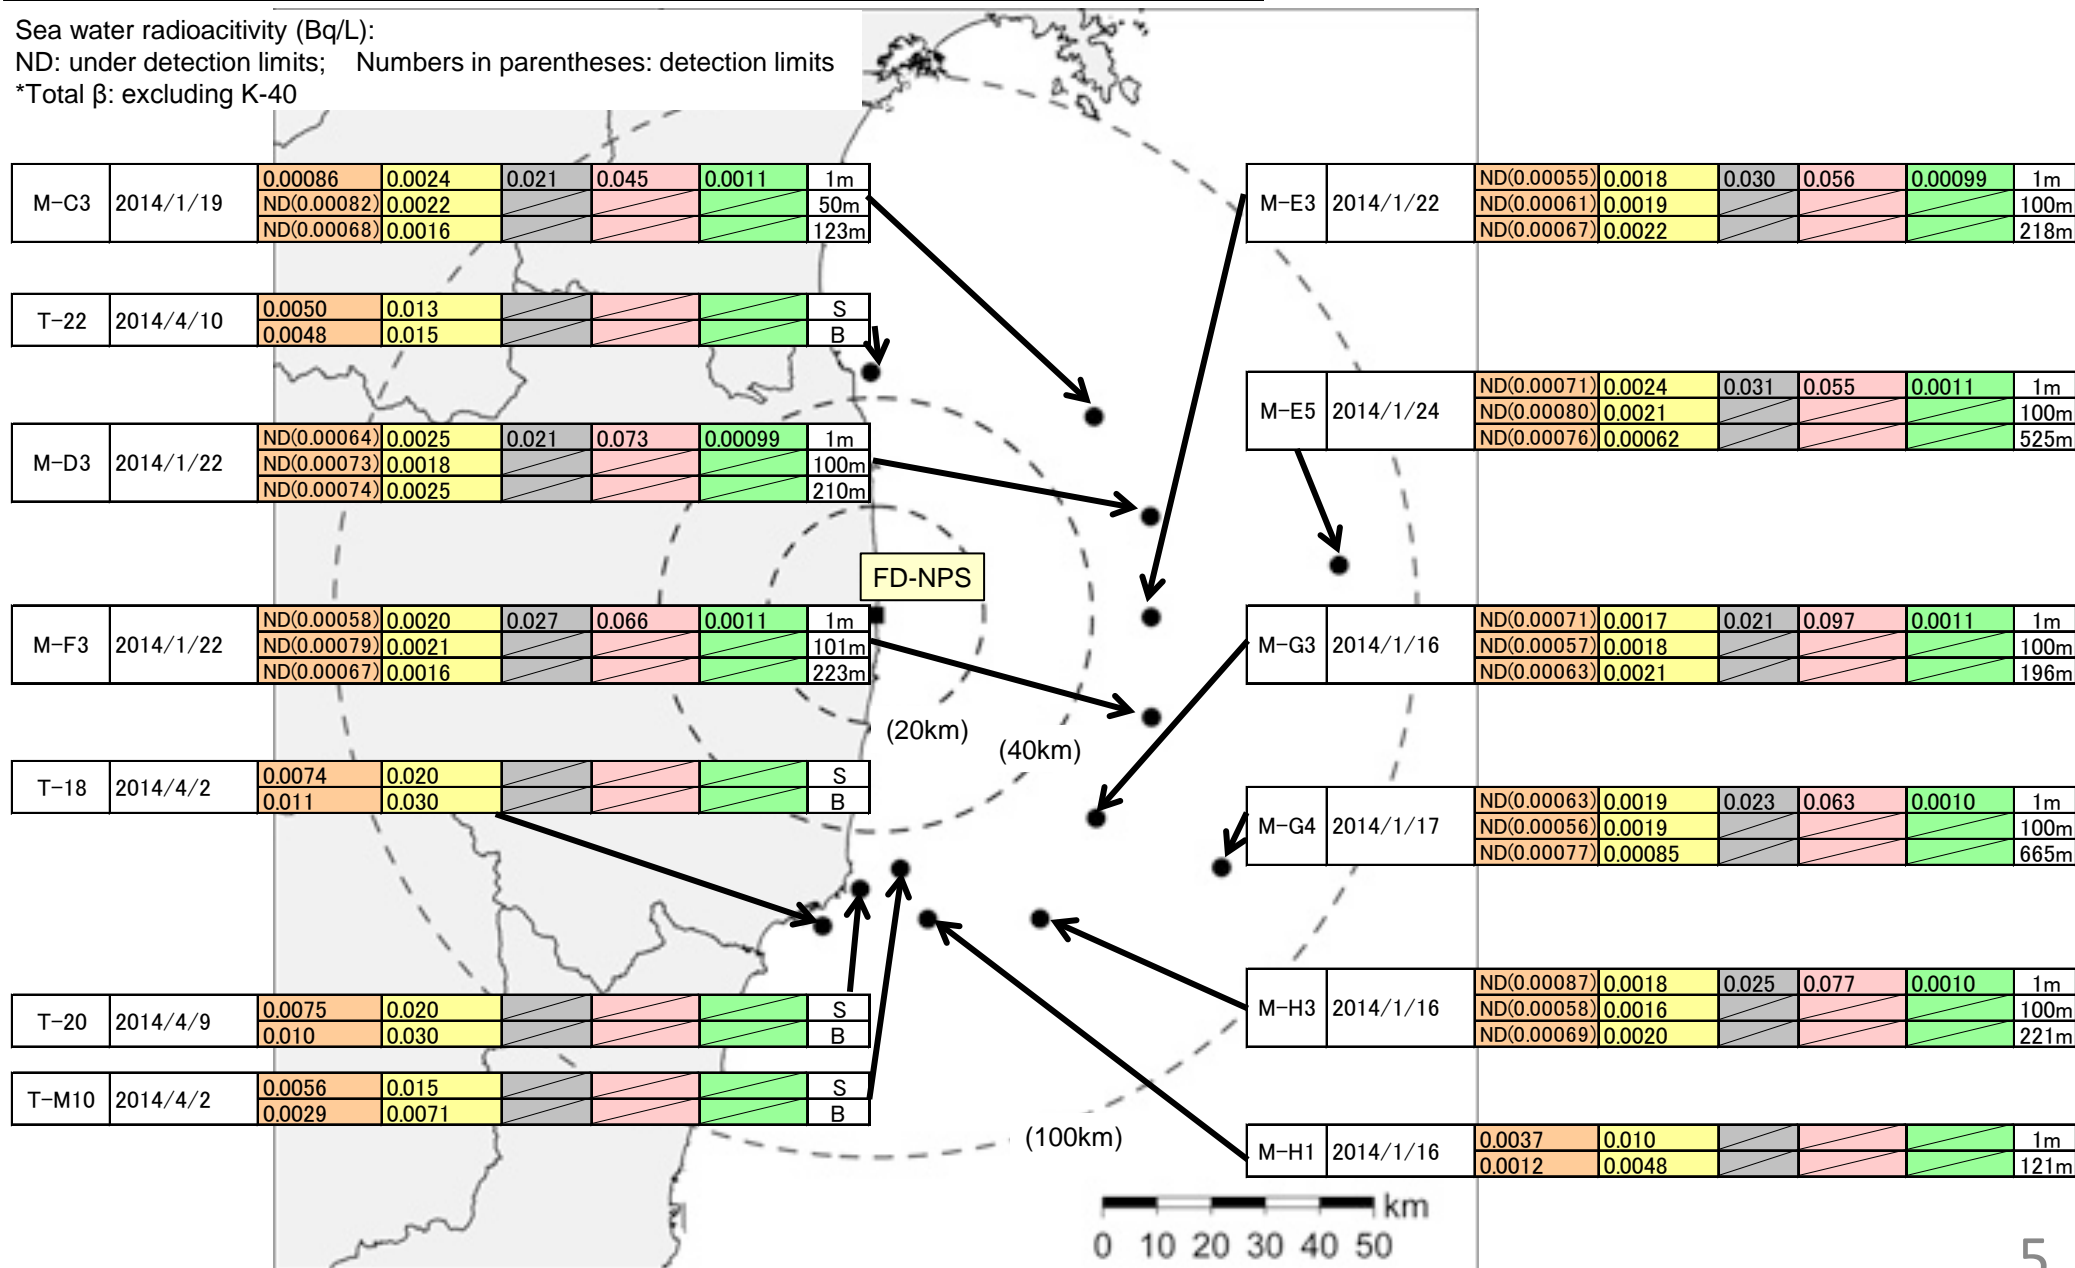 Sea water radioacitivity (Bq/L):
ND: under detection limits; Numbers in parentheses: detection limits
*Total β: excluding K-40
M-C3 2014/1/19 0.00086 0.0024 0.021 0.045 0.0011 1m
ND(0.00082) 0.0022 50m
ND(0.00068) 0.0016 123m
T-22 2014/4/10 0.0050 0.013 S
0.0048 0.015 B
M-D3 2014/1/22 ND(0.00064) 0.0025 0.021 0.073 0.00099 1m
ND(0.00073) 0.0018 100m
ND(0.00074) 0.0025 210m
M-F3 2014/1/22 ND(0.00058) 0.0020 0.027 0.066 0.0011 1m
ND(0.00079) 0.0021 101m
ND(0.00067) 0.0016 223m
T-18 2014/4/2 0.0074 0.020 S
0.011 0.030 B
T-20 2014/4/9 0.0075 0.020 S
0.010 0.030 B
T-M10 2014/4/2 0.0056 0.015 S
0.0029 0.0071 B
FD-NPS
(20km)
(40km)
(100km)
M-E3 2014/1/22 ND(0.00055) 0.0018 0.030 0.056 0.00099 1m
ND(0.00061) 0.0019 100m
ND(0.00067) 0.0022 218m
M-E5 2014/1/24 ND(0.00071) 0.0024 0.031 0.055 0.0011 1m
ND(0.00080) 0.0021 100m
ND(0.00076) 0.00062 525m
M-G3 2014/1/16 ND(0.00071) 0.0017 0.021 0.097 0.0011 1m
ND(0.00057) 0.0018 100m
ND(0.00063) 0.0021 196m
M-G4 2014/1/17 ND(0.00063) 0.0019 0.023 0.063 0.0010 1m
ND(0.00056) 0.0019 100m
ND(0.00077) 0.00085 665m
M-H3 2014/1/16 ND(0.00087) 0.0018 0.025 0.077 0.0010 1m
ND(0.00058) 0.0016 100m
ND(0.00069) 0.0020 221m
M-H1 2014/1/16 0.0037 0.010 1m
0.0012 0.0048 121m
km
0 10 20 30 40 50
5